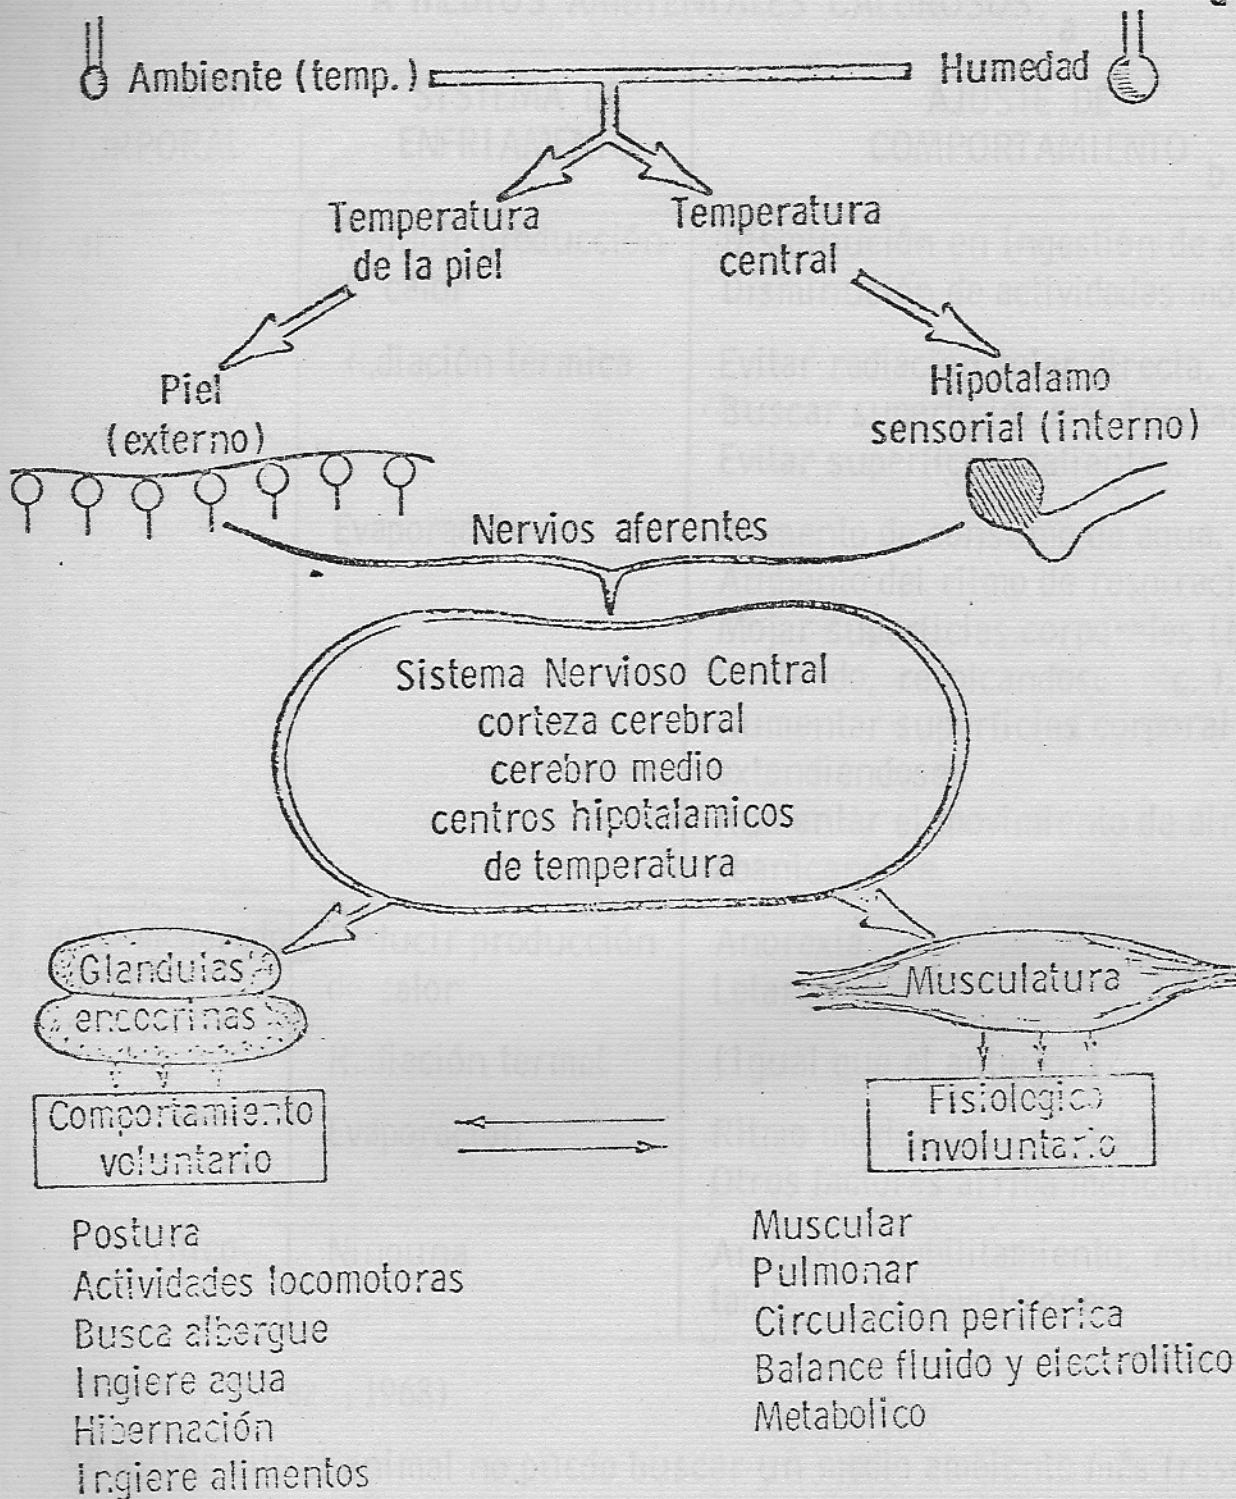 Ambiente (temp.)
Humedad
Temperatura
de la piel
Temperatura
central
Piel
(externo)
Hipotalamo
sensorial (interno)
Nervios aferentes
Sistema Nervioso Central
corteza cerebral
cerebro medio
centros hipotalamicos
de temperatura
Glandulas
encocrinas
Musculatura
Comportamiento
voluntario
Fisiologico
involuntario
Postura
Actividades locomotoras
Busca albergue
Ingiere agua
Hibernación
Ingiere alimentos
Muscular
Pulmonar
Circulacion periferica
Balance fluido y electrolitico
Metabolico